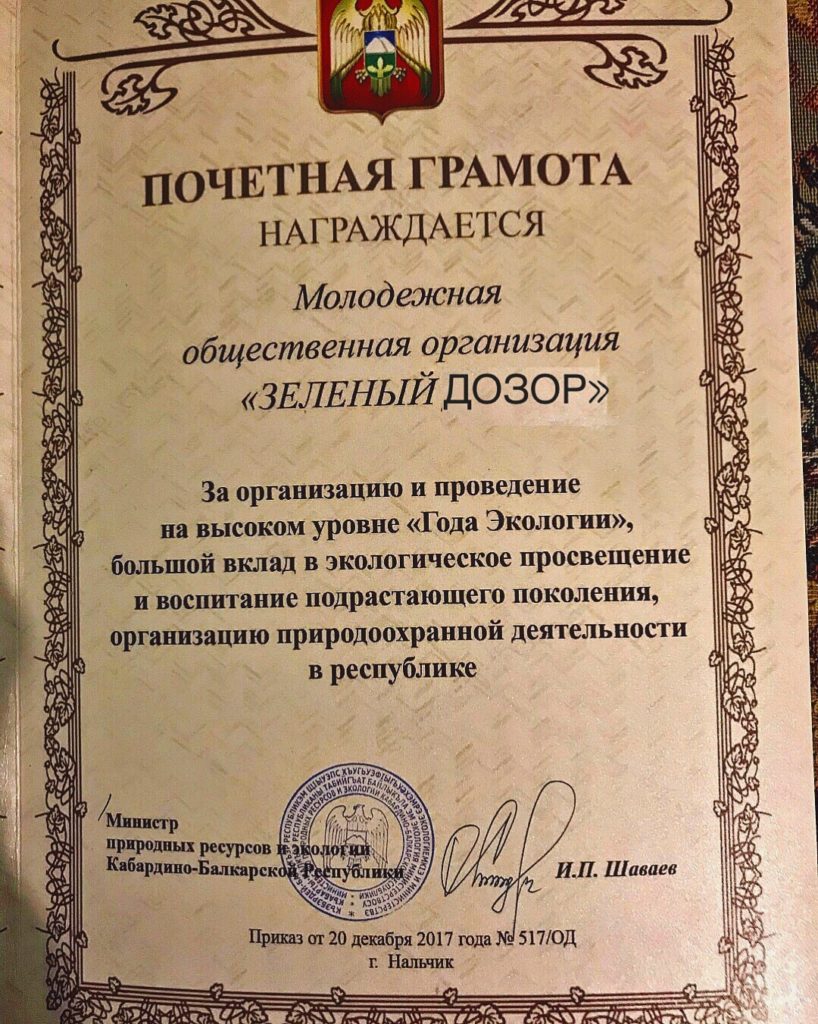 ПОЧЕТНАЯ ГРАМОТА
НАГРАЖДАЕТСЯ
Молодежная
общественная организация
«ЗЕЛЕНЫЙ ДОЗОР»
За организацию и проведение
на высоком уровне «Года Экологии»,
большой вклад в экологическое просвещение
и воспитание подрастающего поколения,
организацию природоохранной деятельности
в республике
Министр
природных ресурсов и экологии
Кабардино-Балкарской Республики
И.П. Шаваев
Приказ от 20 декабря 2017 года № 517/ОД
г. Нальчик